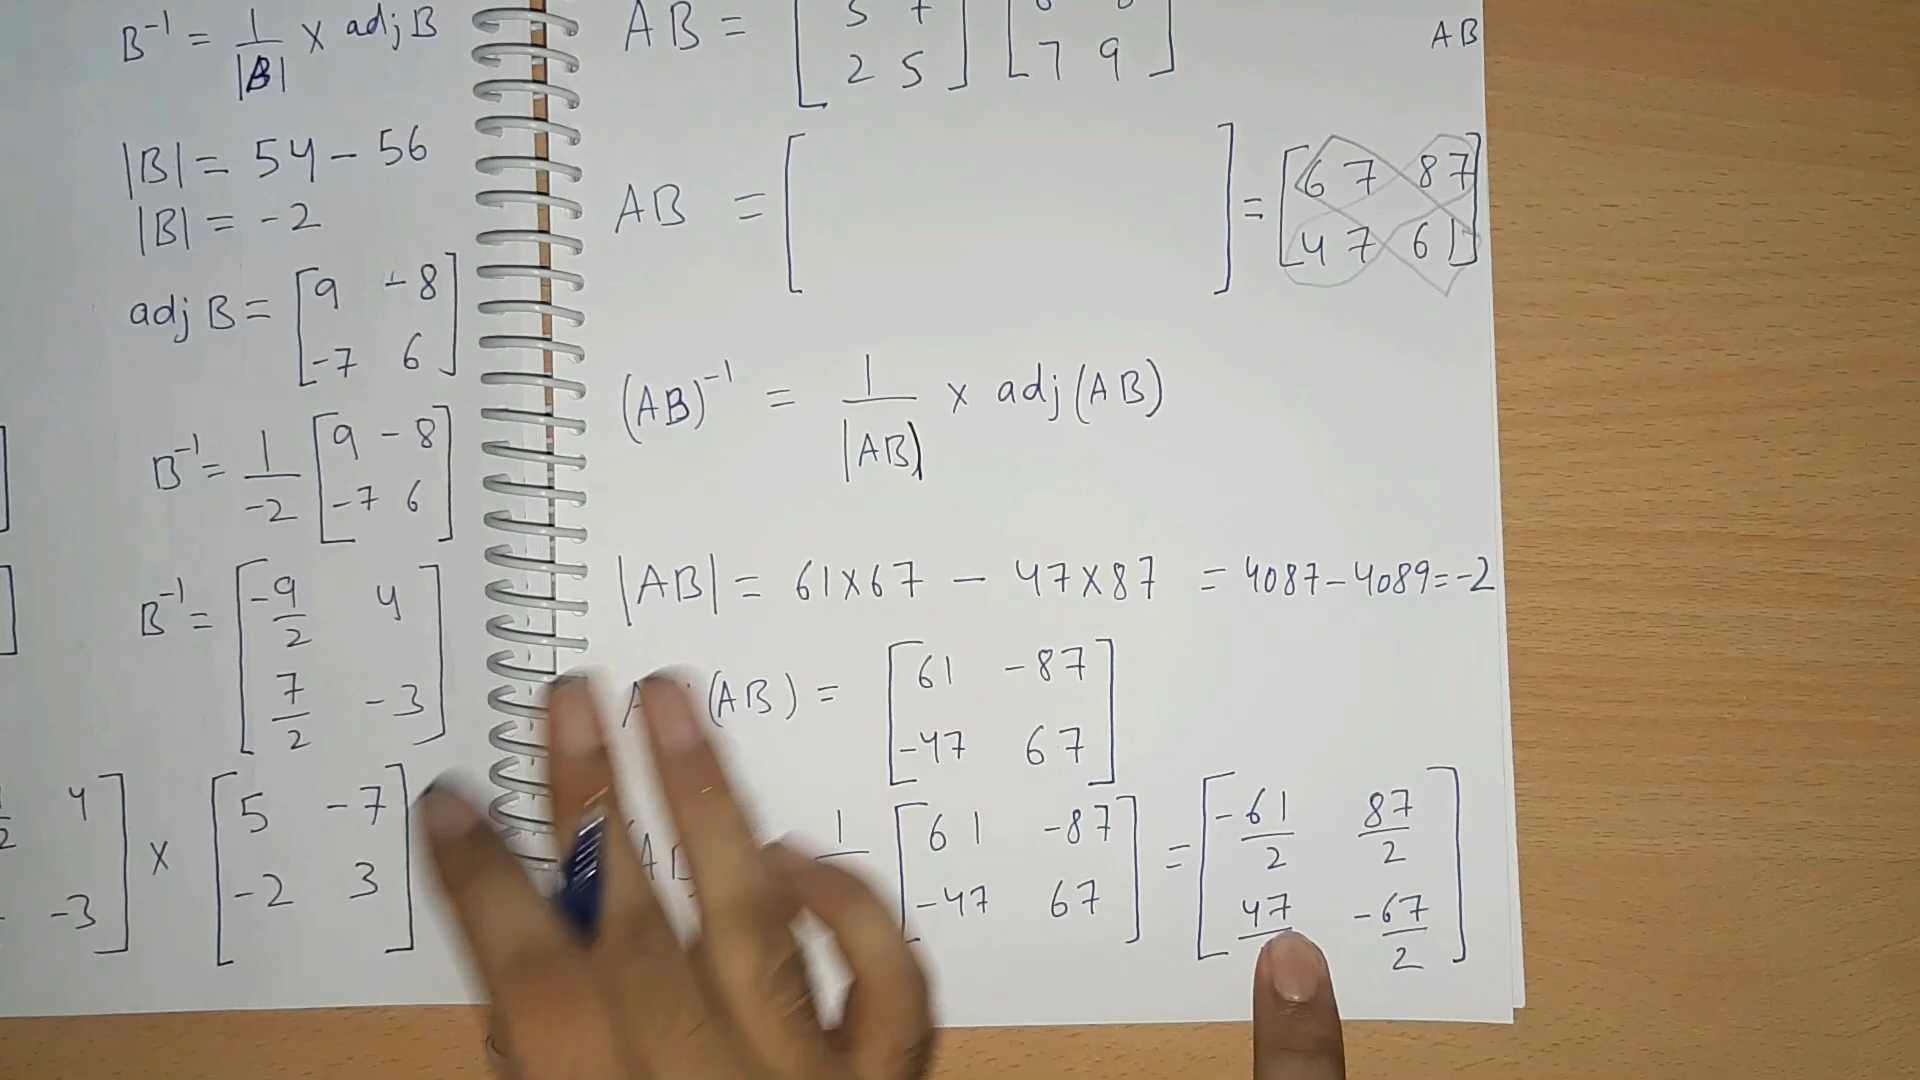 B⁻¹ = 1/|B| × adj B
|B| = 54 - 56
|B| = -2
adj B = [9 -8
-7 6]
B⁻¹ = 1/-2 [9 -8
-7 6]
B⁻¹ = [-9/2 4
7/2 -3]
4
-3] × [5 -7
-2 3]
AB =
2 5] [7 9]
AB
AB = [ ] = [67 87
47 61]
(AB)⁻¹ = 1/|AB| × adj (AB)
|AB| = 61×67 - 47×87 = 4087-4089=-2
(AB) = [61 -87
-47 67]
AB 1 [61 -87
-47 67] = [-61/2 87/2
47 -67/2]